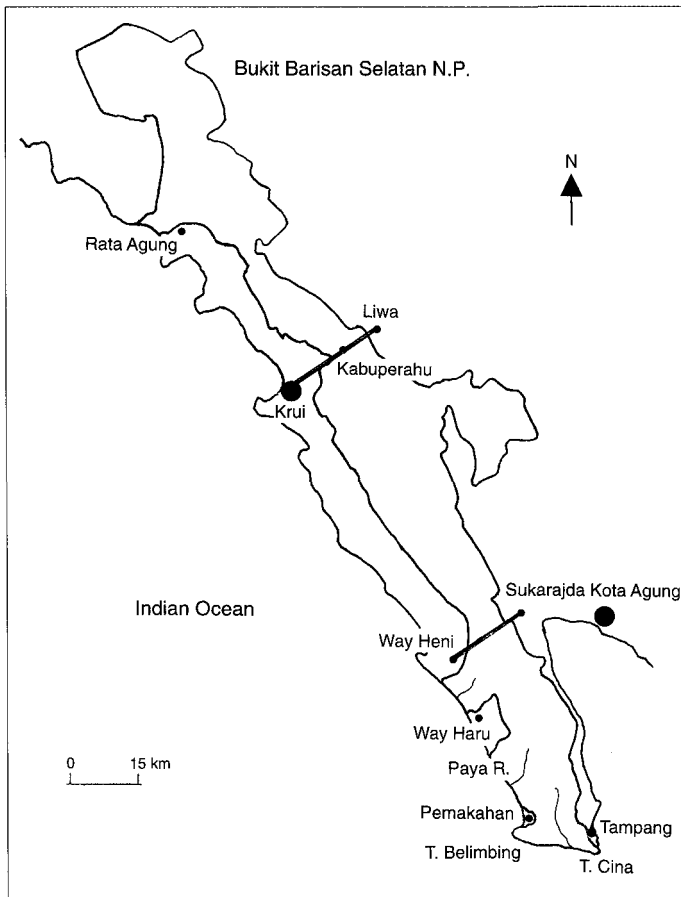 Bukit Barisan Selatan N.P.
N
Rata Agung
Liwa
Kabuperahu
Krui
Sukarajda Kota Agung
Indian Ocean
Way Heni
Way Haru
0 15 km
Paya R.
Pemakahan
Tampang
T. Belimbing
T. Cina